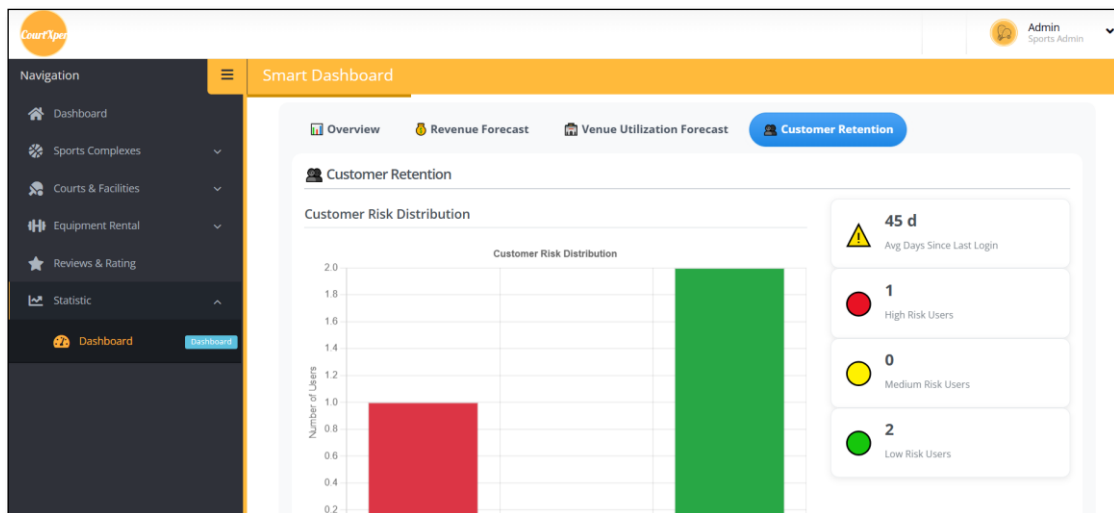 CourtXper
Admin
Sports Admin
Navigation
Smart Dashboard
Dashboard
Sports Complexes
Courts & Facilities
Equipment Rental
Reviews & Rating
Statistic
Dashboard
Dashboard
Overview
Revenue Forecast
Venue Utilization Forecast
Customer Retention
Customer Retention
Customer Risk Distribution
Customer Risk Distribution
Number of Users
2.0
1.8
1.6
1.4
1.2
1.0
0.8
0.6
0.4
0.2
45 d
Avg Days Since Last Login
1
High Risk Users
0
Medium Risk Users
2
Low Risk Users